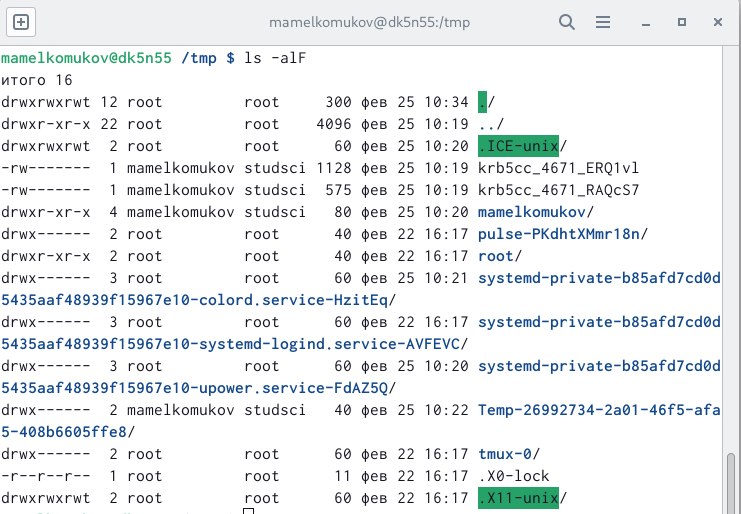 mamelkomukov@dk5n55:/tmp
mamelkomukov@dk5n55 /tmp $ ls -alF
итого 16
drwxrwxrwt 12 root         root     300 фев 25 10:34 ./
drwxr-xr-x 22 root         root    4096 фев 25 10:19 ../
drwxrwxrwt  2 root         root      60 фев 25 10:20 .ICE-unix/
-rw-------  1 mamelkomukov studsci 1128 фев 25 10:19 krb5cc_4671_ERQ1vl
-rw-------  1 mamelkomukov studsci  575 фев 25 10:19 krb5cc_4671_RAQcS7
drwxr-xr-x  4 mamelkomukov studsci   80 фев 25 10:20 mamelkomukov/
drwx------  2 root         root      40 фев 22 16:17 pulse-PKdhtXMmr18n/
drwxr-xr-x  2 root         root      40 фев 22 16:17 root/
drwx------  3 root         root      60 фев 25 10:21 systemd-private-b85afd7cd0d
5435aaf48939f15967e10-colord.service-HzitEq/
drwx------  3 root         root      60 фев 22 16:17 systemd-private-b85afd7cd0d
5435aaf48939f15967e10-systemd-logind.service-AVFEVC/
drwx------  3 root         root      60 фев 25 10:20 systemd-private-b85afd7cd0d
5435aaf48939f15967e10-upower.service-FdAZ5Q/
drwx------  2 mamelkomukov studsci   40 фев 25 10:22 Temp-26992734-2a01-46f5-afa
5-408b6605ffe8/
drwx------  2 root         root      60 фев 22 16:17 tmux-0/
-r--r--r--  1 root         root      11 фев 22 16:17 .X0-lock
drwxrwxrwt  2 root         root      60 фев 22 16:17 .X11-unix/